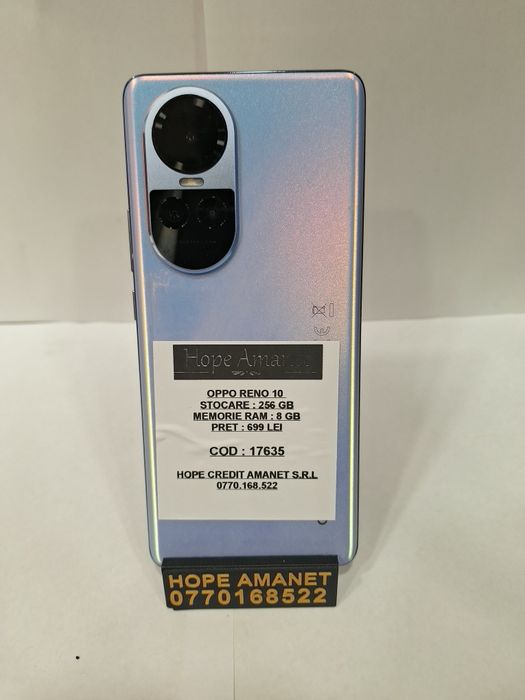 Hope Amanet
OPPO RENO 10
STOCARE : 256 GB
MEMORIE RAM : 8 GB
PRET : 699 LEI
COD : 17635
HOPE CREDIT AMANET S.R.L
0770.168.522
HOPE AMANET
0770168522